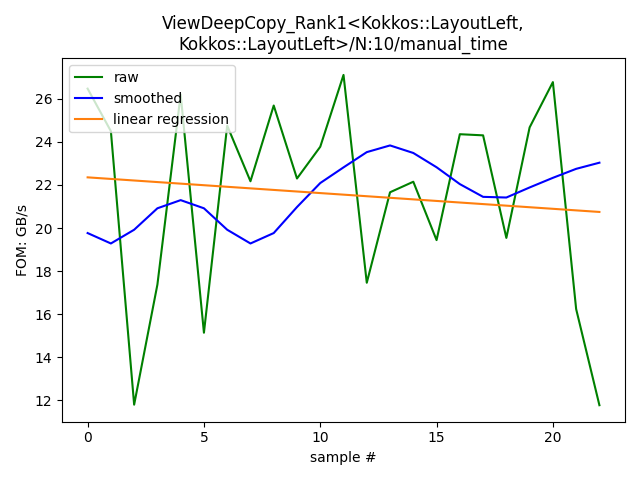 ViewDeepCopy_Rank1<Kokkos::LayoutLeft,
Kokkos::LayoutLeft>/N:10/manual_time
raw
smoothed
linear regression
FOM: GB/s
26
24
22
20
18
16
14
12
0
5
10
15
20
sample #